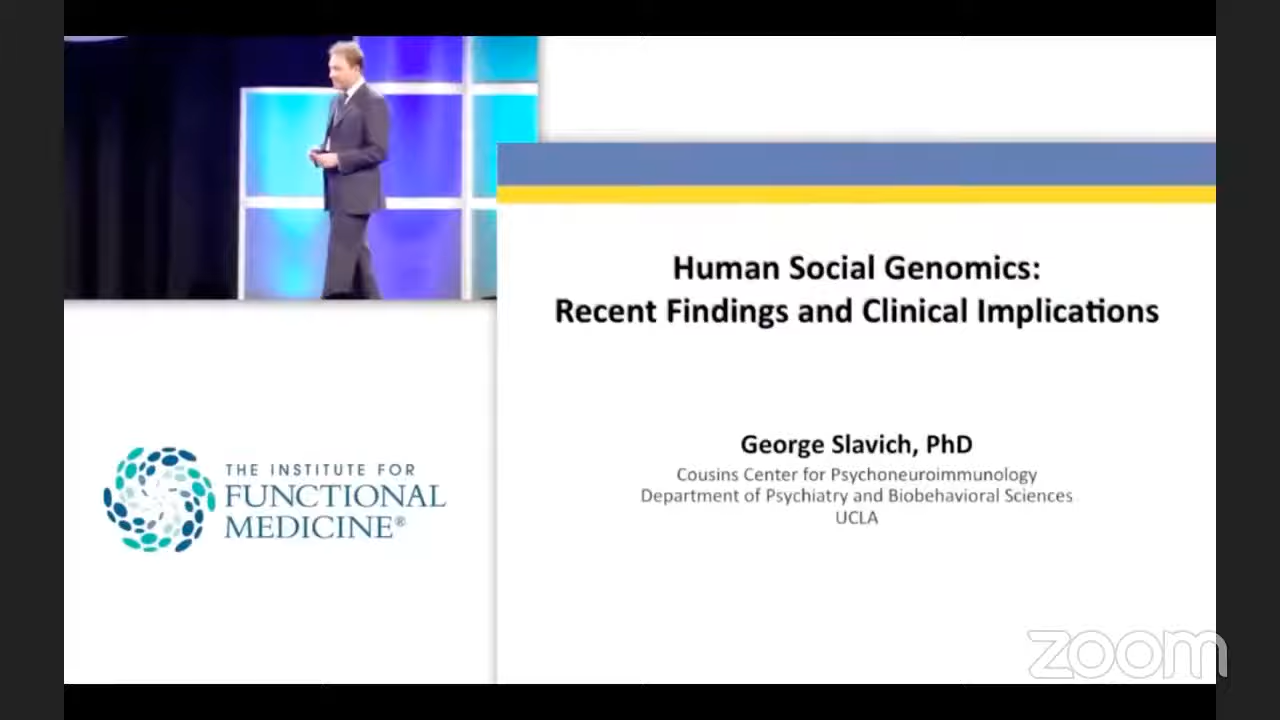 Human Social Genomics:
Recent Findings and Clinical Implications
George Slavich, PhD
Cousins Center for Psychoneuroimmunology
Department of Psychiatry and Biobehavioral Sciences
UCLA
THE INSTITUTE FOR
FUNCTIONAL
MEDICINE®
zoom